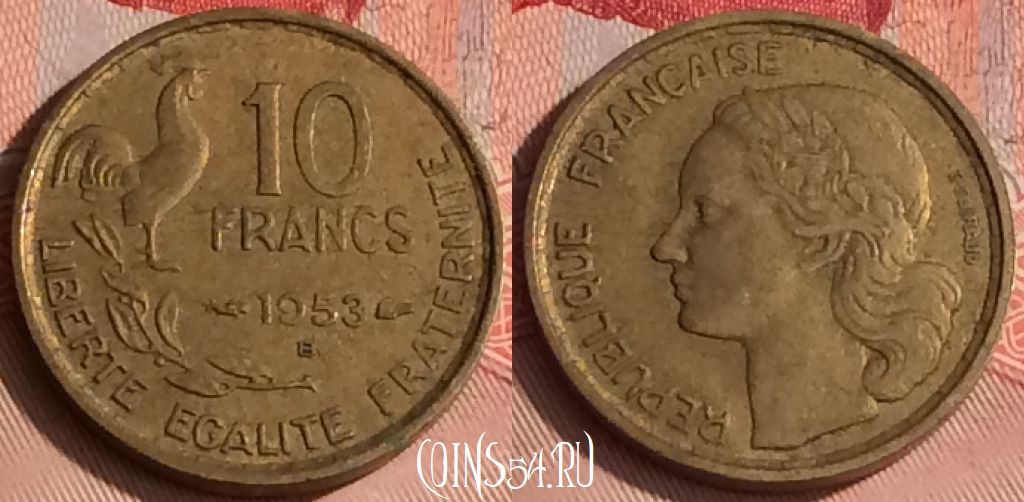 10
FRANCS
1953
B
LIBERTE EGALITE FRATERNITE
REPUBLIQUE FRANÇAISE
COINS54.RU